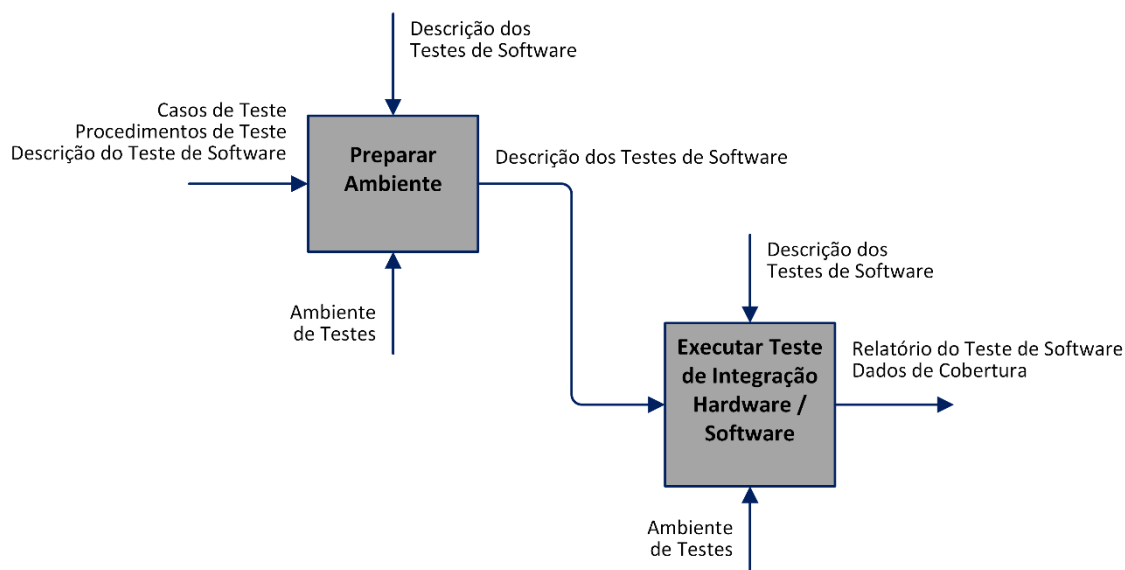 Descrição dos
Testes de Software
Casos de Teste
Procedimentos de Teste
Descrição do Teste de Software
Preparar
Ambiente
Descrição dos Testes de Software
Ambiente
de Testes
Descrição dos
Testes de Software
Executar Teste
de Integração
Hardware /
Software
Relatório do Teste de Software
Dados de Cobertura
Ambiente
de Testes